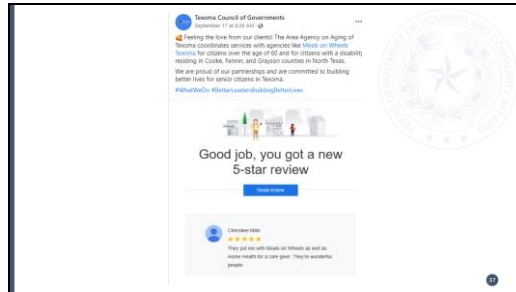 Texoma Council of Governments
September 17 at 8:26 AM
Feeling the love from our clients! The Area Agency on Aging of
Texoma coordinates services with agencies like Meals on Wheels
Texoma for citizens over the age of 60 and for citizens with a disability
residing in Cooke, Fannin, and Grayson counties in North Texas.
We are proud of our partnerships and are committed to building
better lives for senior citizens in Texoma.
#WhatWeDo #BetterLeadersBuildingBetterLives
Good job, you got a new
5-star review
Read review
Cherokee Mills
They put me with Meals on Wheels as well as
Home Health for a care giver. They're wonderful
people.
37